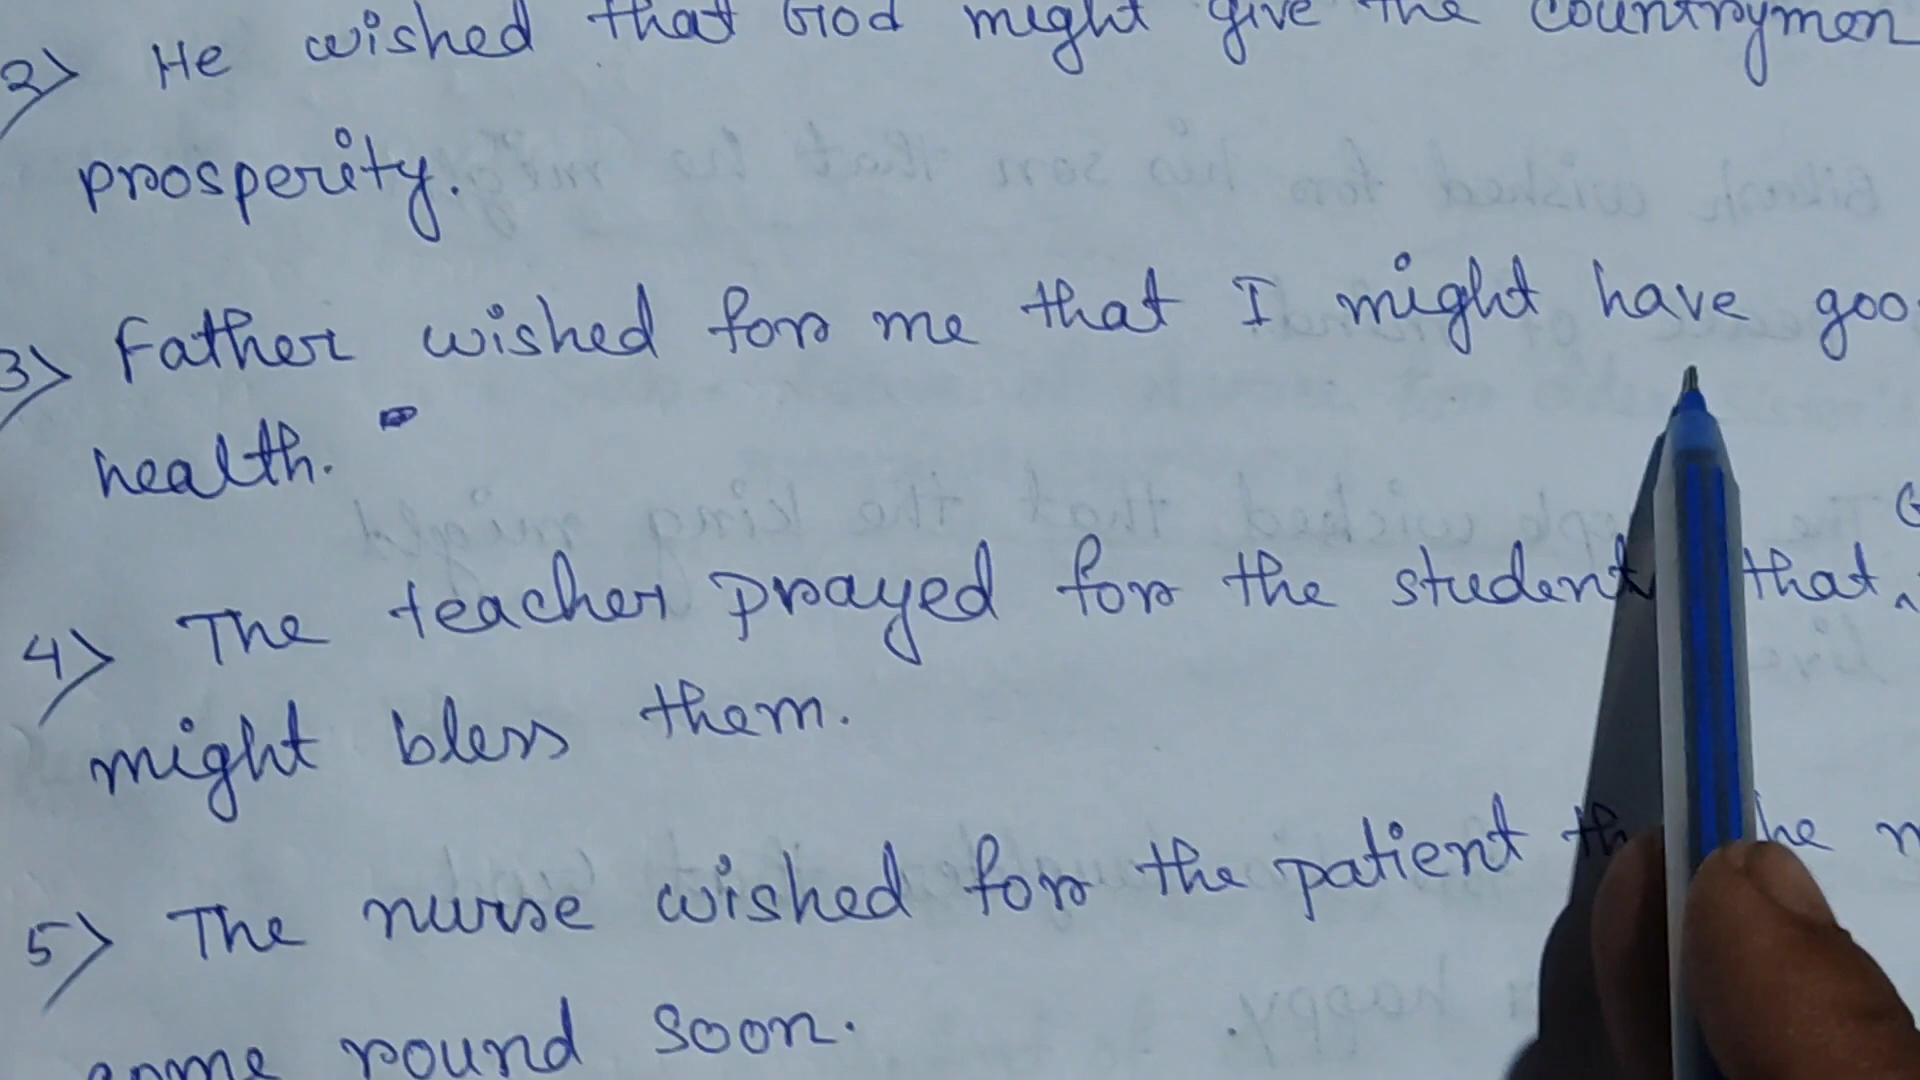 2) He wished that God might give the countrymen
prosperity.
3) Father wished for me that I might have goo
health.
4) The teacher prayed for the student that
might bless them.
5) The nurse wished for the patient he
come round soon.